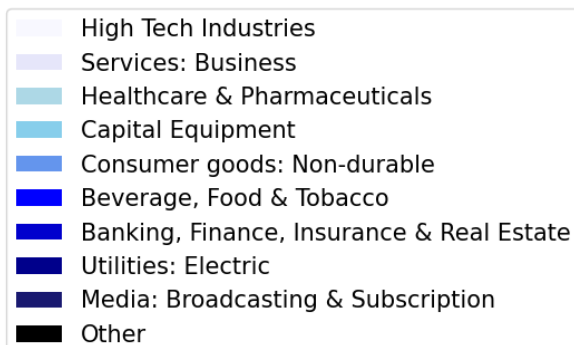 High Tech Industries
Services: Business
Healthcare & Pharmaceuticals
Capital Equipment
Consumer goods: Non-durable
Beverage, Food & Tobacco
Banking, Finance, Insurance & Real Estate
Utilities: Electric
Media: Broadcasting & Subscription
Other